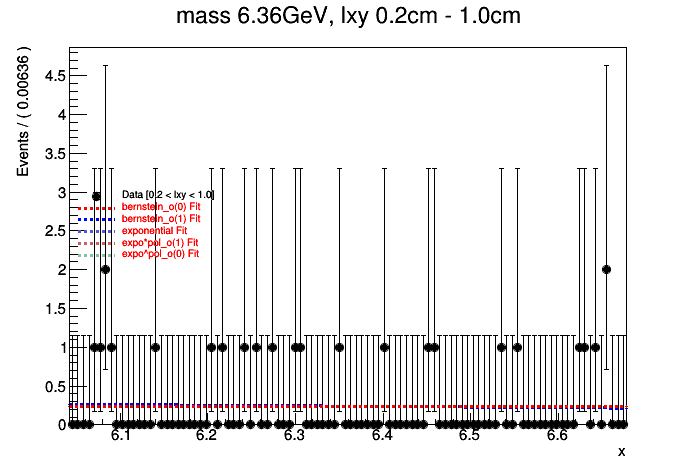 mass 6.36GeV, lxy 0.2cm - 1.0cm
Events / ( 0.00636 )
4.5
4
3.5
3
Data [0.2 < lxy < 1.0]
bernstein_o(0) Fit
bernstein_o(1) Fit
exponential Fit
expo*pol_o(1) Fit
expo^pol_o(0) Fit
2.5
2
1.5
1
0.5
0
6.1 6.2 6.3 6.4 6.5 6.6
x